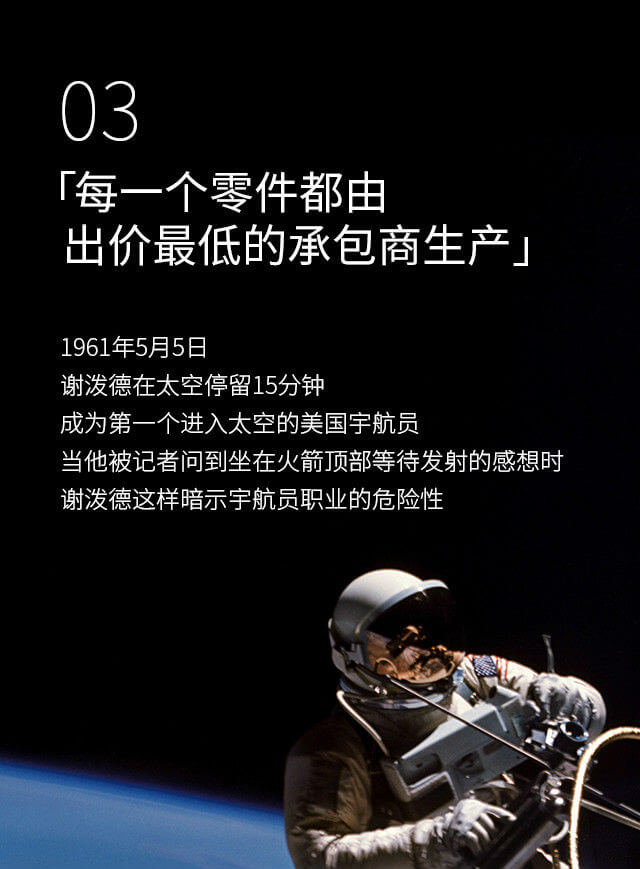 03
「每一个零件都由
出价最低的承包商生产」
1961年5月5日
谢泼德在太空停留15分钟
成为第一个进入太空的美国宇航员
当他被记者问到坐在火箭顶部等待发射的感想时
谢泼德这样暗示宇航员职业的危险性